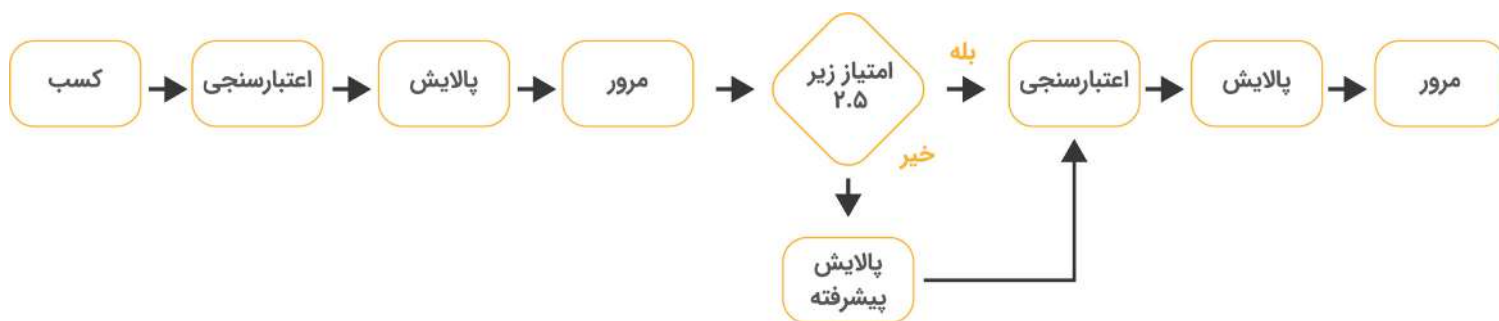 کسب
اعتبارسنجی
پالایش
مرور
امتیاز زیر
۲.۵
بله
خیر
پالایش
پیشرفته
اعتبارسنجی
پالایش
مرور